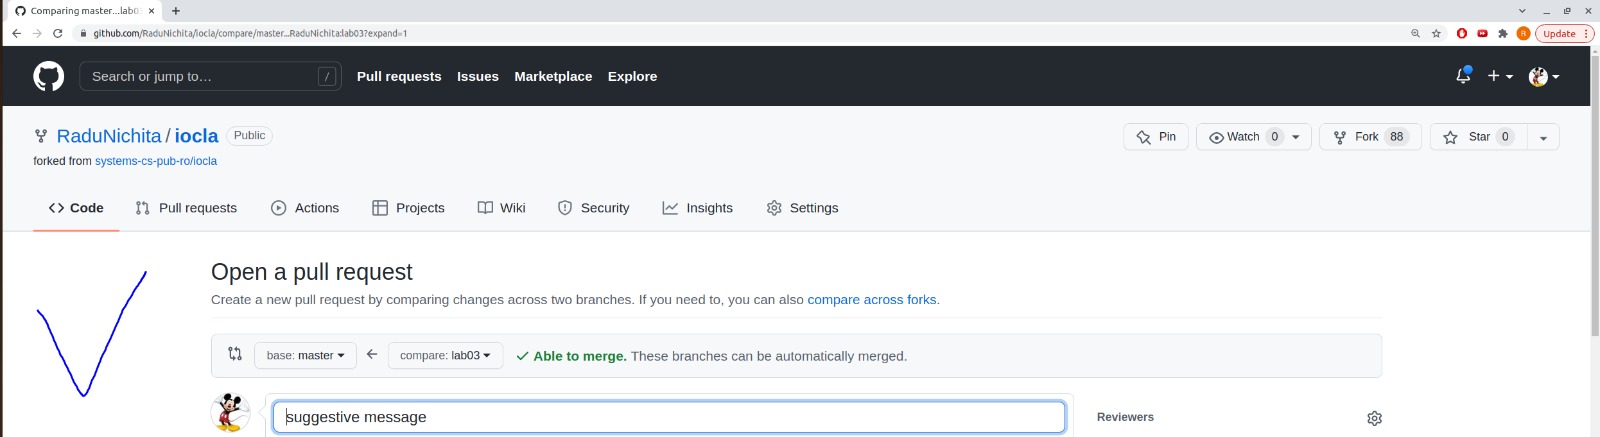 Comparing master...lab03
github.com/RaduNichita/iocla/compare/master...RaduNichita:lab03?expand=1
R
Update
Search or jump to…
/
Pull requests
Issues
Marketplace
Explore
RaduNichita / iocla
Public
Pin
Watch 0
Fork 88
Star 0
forked from systems-cs-pub-ro/iocla
Code
Pull requests
Actions
Projects
Wiki
Security
Insights
Settings
Open a pull request
Create a new pull request by comparing changes across two branches. If you need to, you can also compare across forks.
base: master
compare: lab03
Able to merge. These branches can be automatically merged.
suggestive message
Reviewers